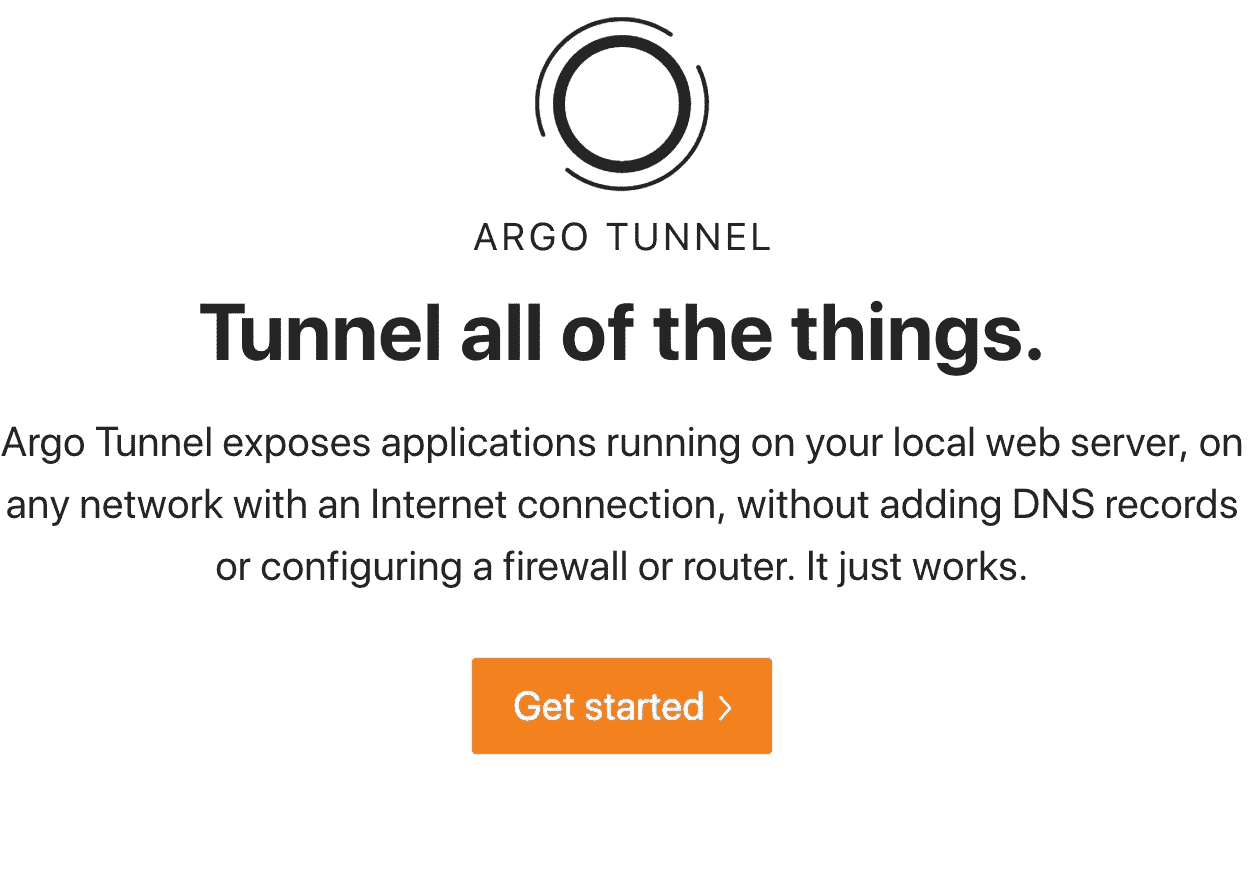 ARGO TUNNEL
Tunnel all of the things.
Argo Tunnel exposes applications running on your local web server, on
any network with an Internet connection, without adding DNS records
or configuring a firewall or router. It just works.
Get started >